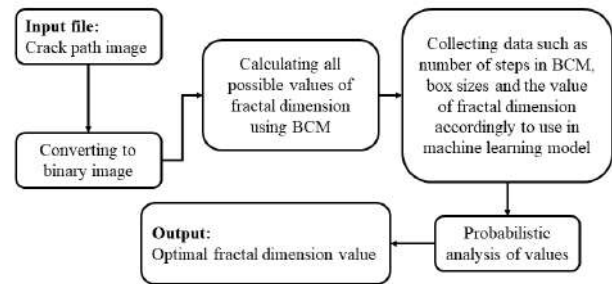 Input file:
Crack path image
Converting to
binary image
Calculating all
possible values of
fractal dimension
using BCM
Collecting data such as
number of steps in BCM,
box sizes and the value
of fractal dimension
accordingly to use in
machine learning model
Probabilistic
analysis of values
Output:
Optimal fractal dimension value